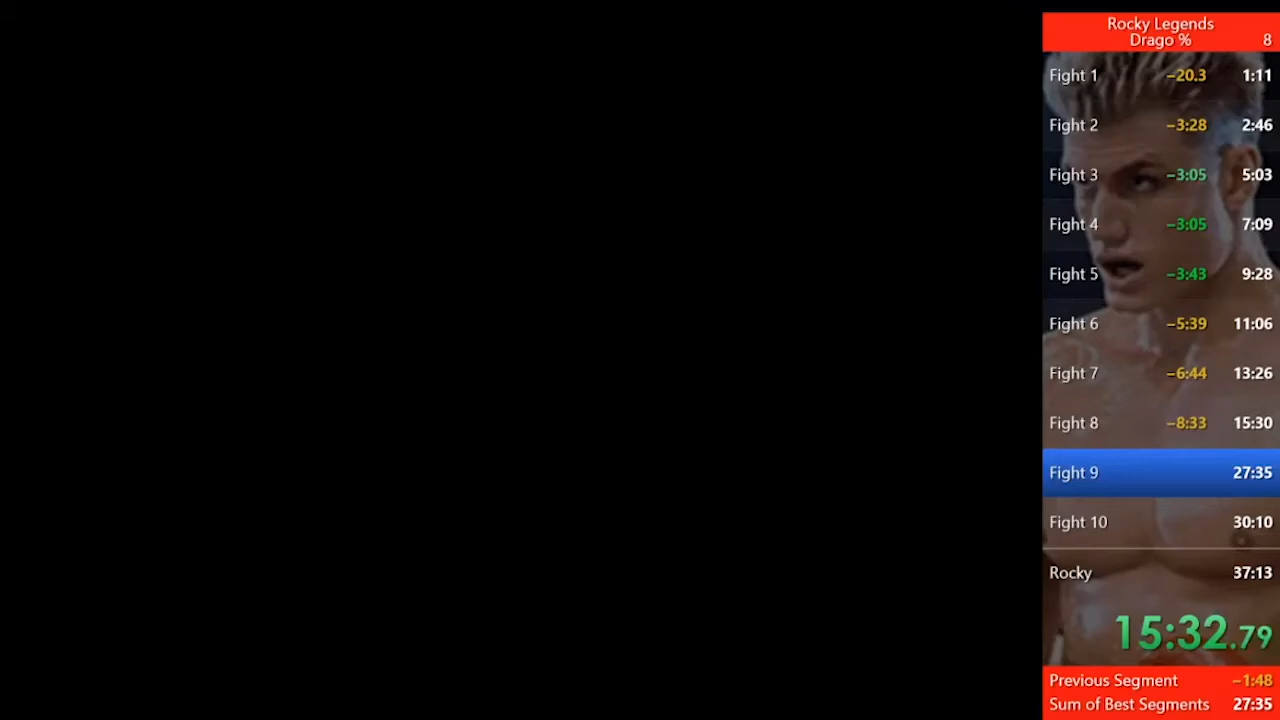 Rocky Legends
Drago % 8
Fight 1 −20.3 1:11
Fight 2 −3:28 2:46
Fight 3 −3:05 5:03
Fight 4 −3:05 7:09
Fight 5 −3:43 9:28
Fight 6 −5:39 11:06
Fight 7 −6:44 13:26
Fight 8 −8:33 15:30
Fight 9 27:35
Fight 10 30:10
Rocky 37:13
15:32.79
Previous Segment −1:48
Sum of Best Segments 27:35